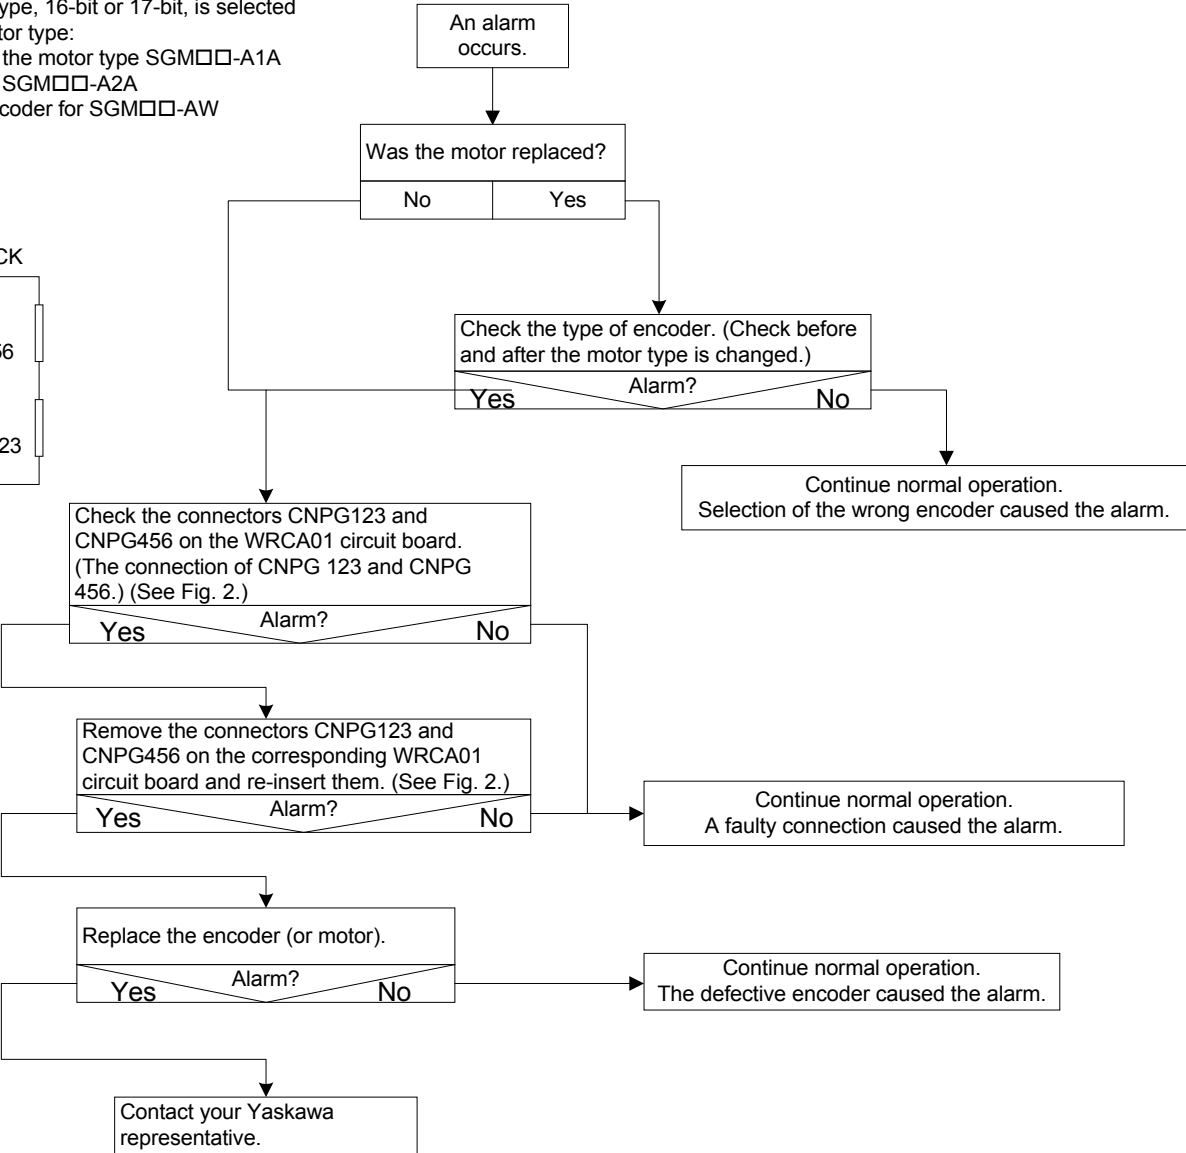 ype, 16-bit or 17-bit, is selected
tor type:
the motor type SGM□□-A1A
SGM□□-A2A
coder for SGM□□-AW
CK
56
23
An alarm
occurs.
Was the motor replaced?
No Yes
Check the type of encoder. (Check before
and after the motor type is changed.)
Alarm?
Yes No
Continue normal operation.
Selection of the wrong encoder caused the alarm.
Check the connectors CNPG123 and
CNPG456 on the WRCA01 circuit board.
(The connection of CNPG 123 and CNPG
456.) (See Fig. 2.)
Alarm?
Yes No
Remove the connectors CNPG123 and
CNPG456 on the corresponding WRCA01
circuit board and re-insert them. (See Fig. 2.)
Alarm?
Yes No
Continue normal operation.
A faulty connection caused the alarm.
Replace the encoder (or motor).
Alarm?
Yes No
Continue normal operation.
The defective encoder caused the alarm.
Contact your Yaskawa
representative.